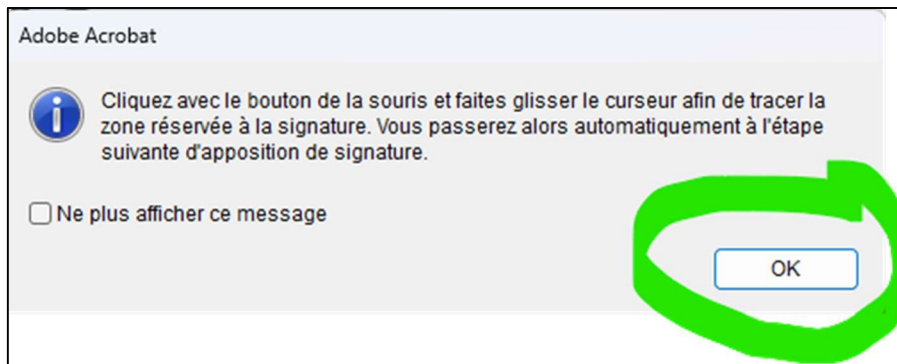 Adobe Acrobat
Cliquez avec le bouton de la souris et faites glisser le curseur afin de tracer la
zone réservée à la signature. Vous passerez alors automatiquement à l'étape
suivante d'apposition de signature.
Ne plus afficher ce message
OK